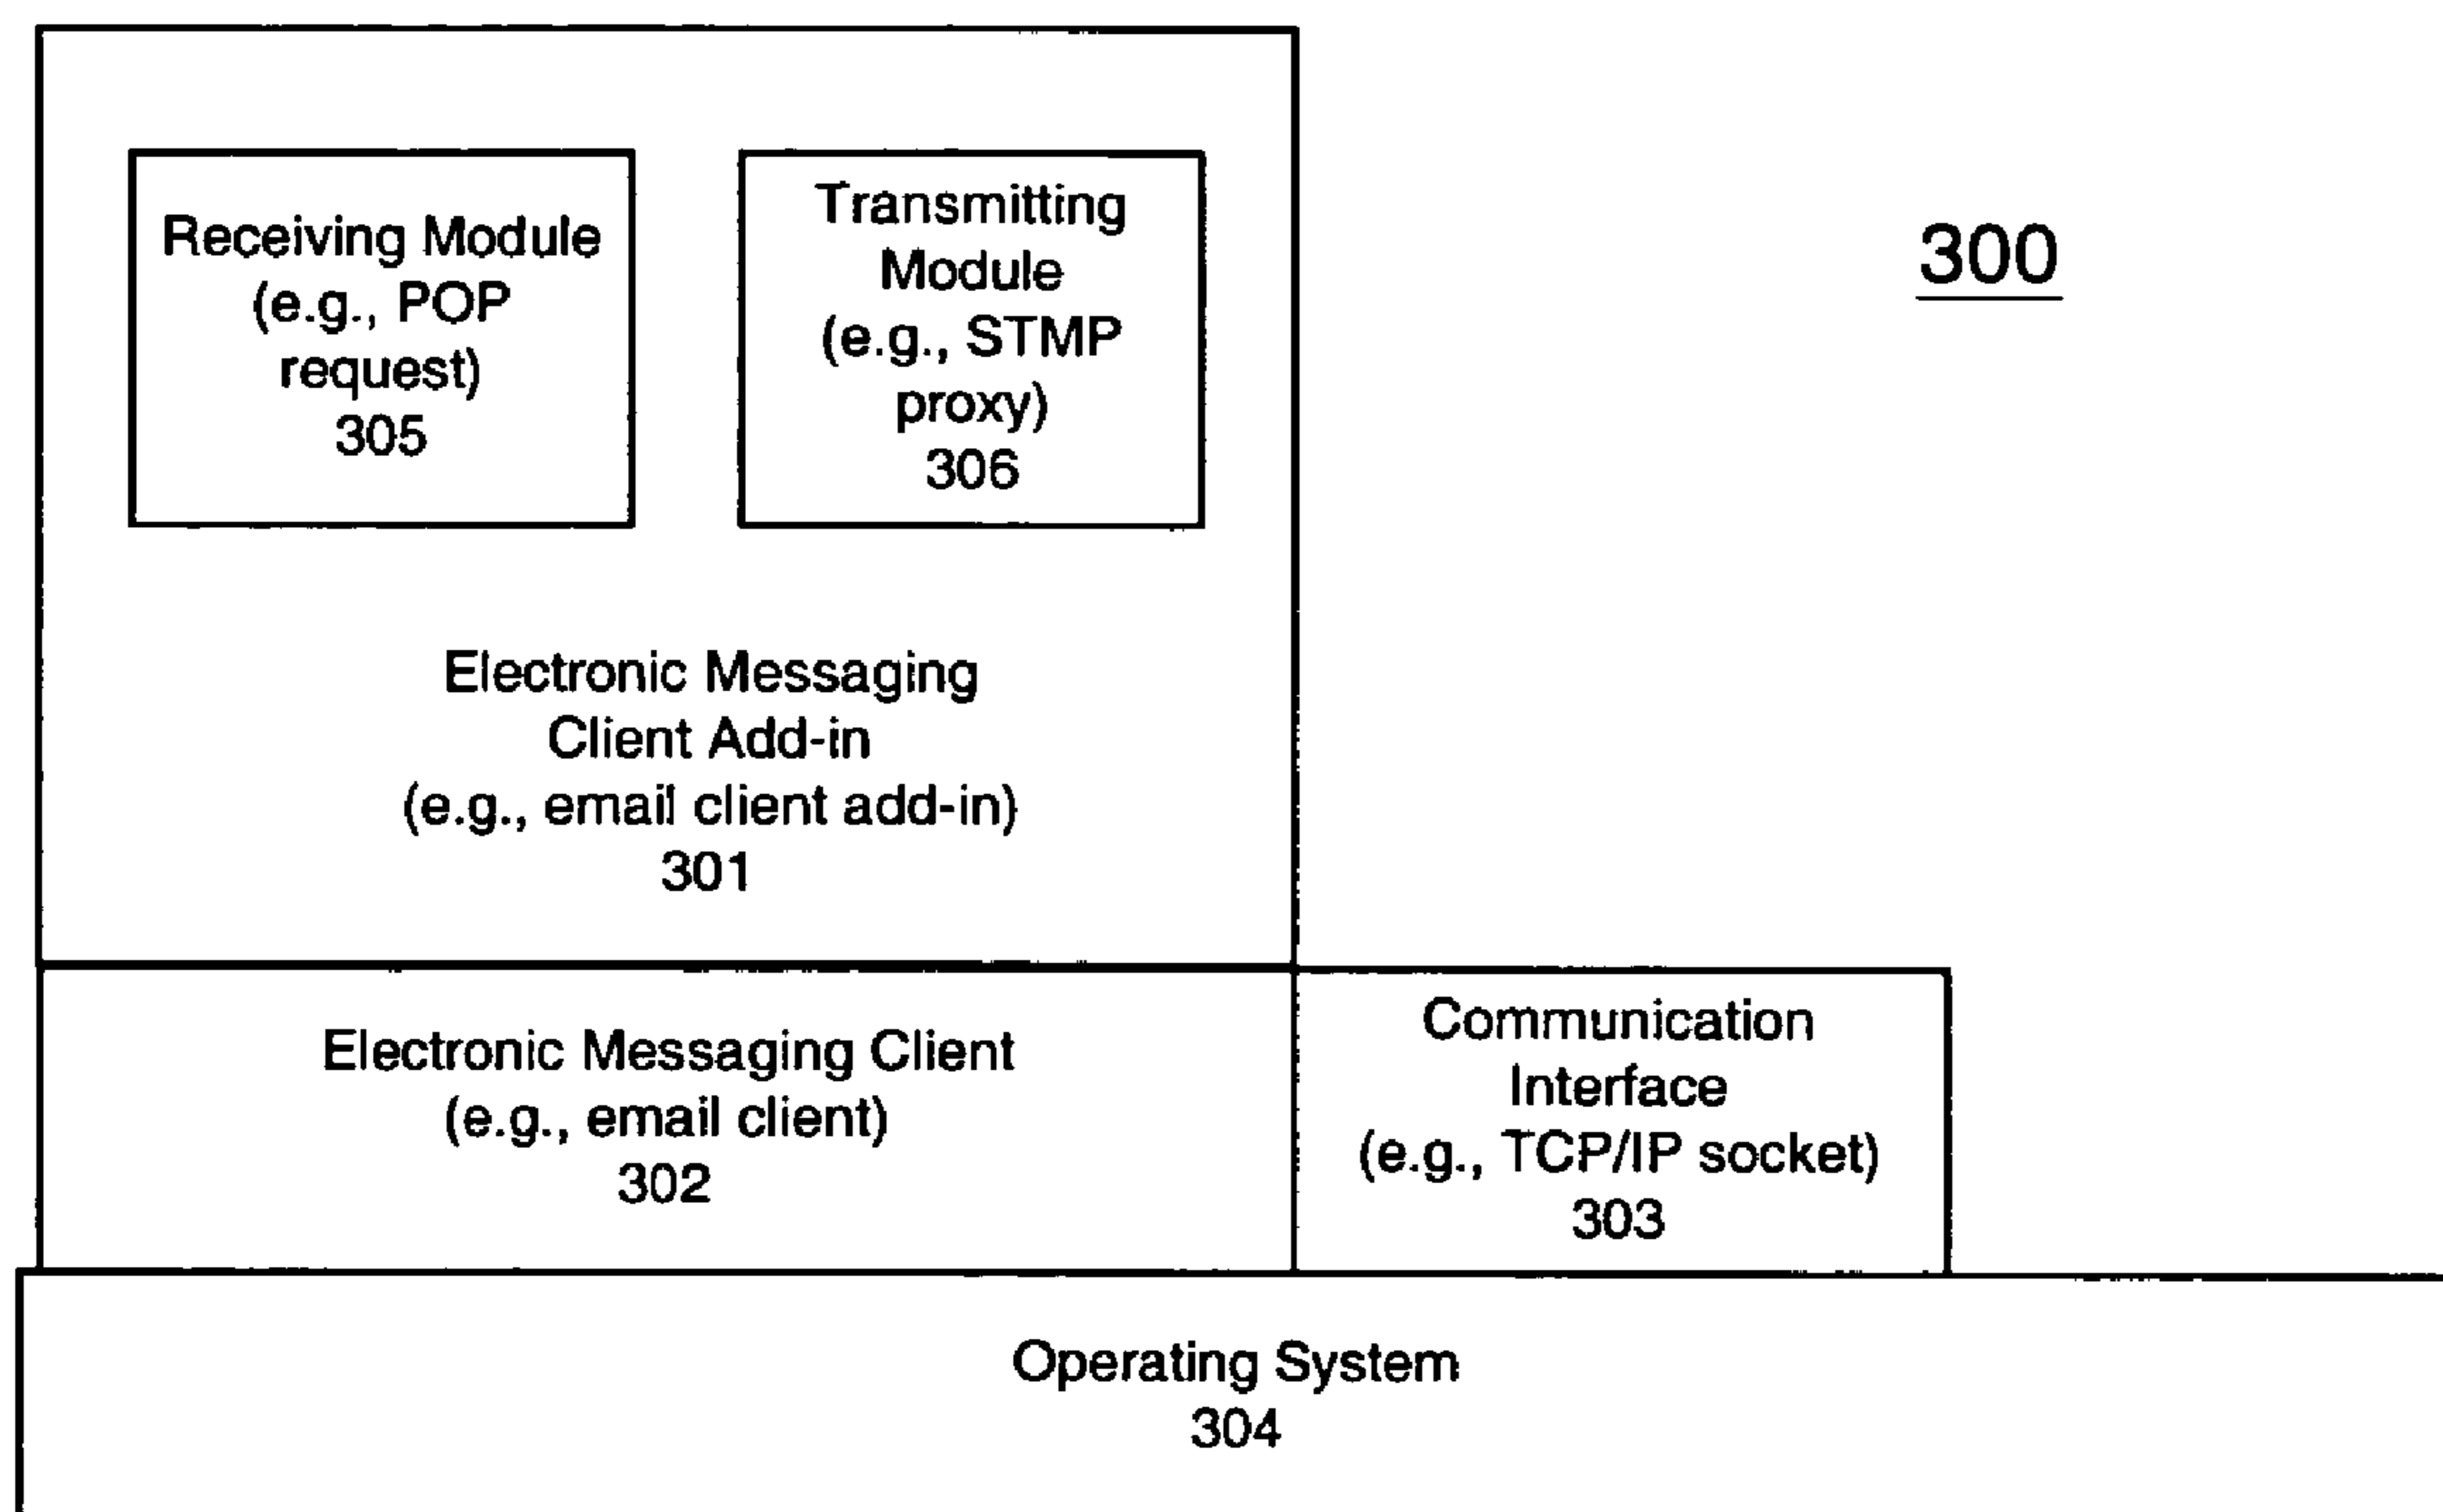 Receiving Module
(e.g., POP
request)
305
Transmitting
Module
(e.g., STMP
proxy)
306
300
Electronic Messaging
Client Add-in
(e.g., email client add-in)
301
Electronic Messaging Client
(e.g., email client)
302
Communication
Interface
(e.g., TCP/IP socket)
303
Operating System
304